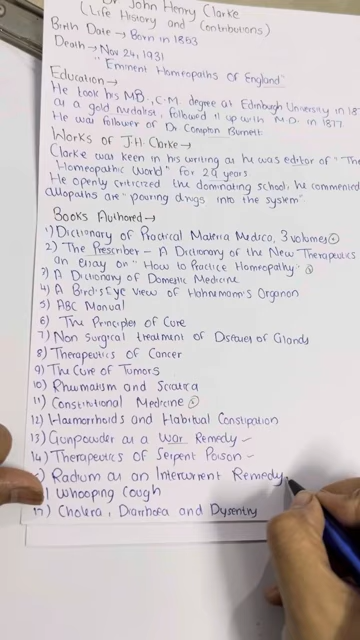 Dr John Henry Clarke
(Life History and Contributions)
Birth Date → Born in 1853
Death → Nov 24, 1931
"Eminent Homeopaths of England"
Education →
He took his MB, C.M. degree at Edinburgh University in
as a gold medalist, followed it up with M.D. in 1877.
He was follower of Dr Compton Burnett.
Works of J.H. Clarke →
Clarke was keen in his writing as he was editor of "The
Homeopathic World" for 29 years
He openly criticized the dominating school, he commented
allopaths are "pouring drugs into the system"
Books Authored →
1) Dictionary of Practical Materia Medica, 3 volumes
2) The Prescriber - A Dictionary of the New Therapeutics
an essay on "How to Practice Homeopathy"
3) A Dictionary of Domestic Medicine
4) A Bird's Eye View of Hahnemann's Organon
5) ABC Manual
6) The Principles of Cure
7) Non Surgical treatment of Diseases of Glands
8) Therapeutics of Cancer
9) The Cure of Tumors
10) Rheumatism and Sciatica
11) Constitutional Medicine
12) Haemorrhoids and Habitual Constipation
13) Gunpowder as a War Remedy -
14) Therapeutics of Serpent Poison -
) Radium as an Intercurrent Remedy
) Whooping Cough
17) Cholera, Diarrhoea and Dysentry